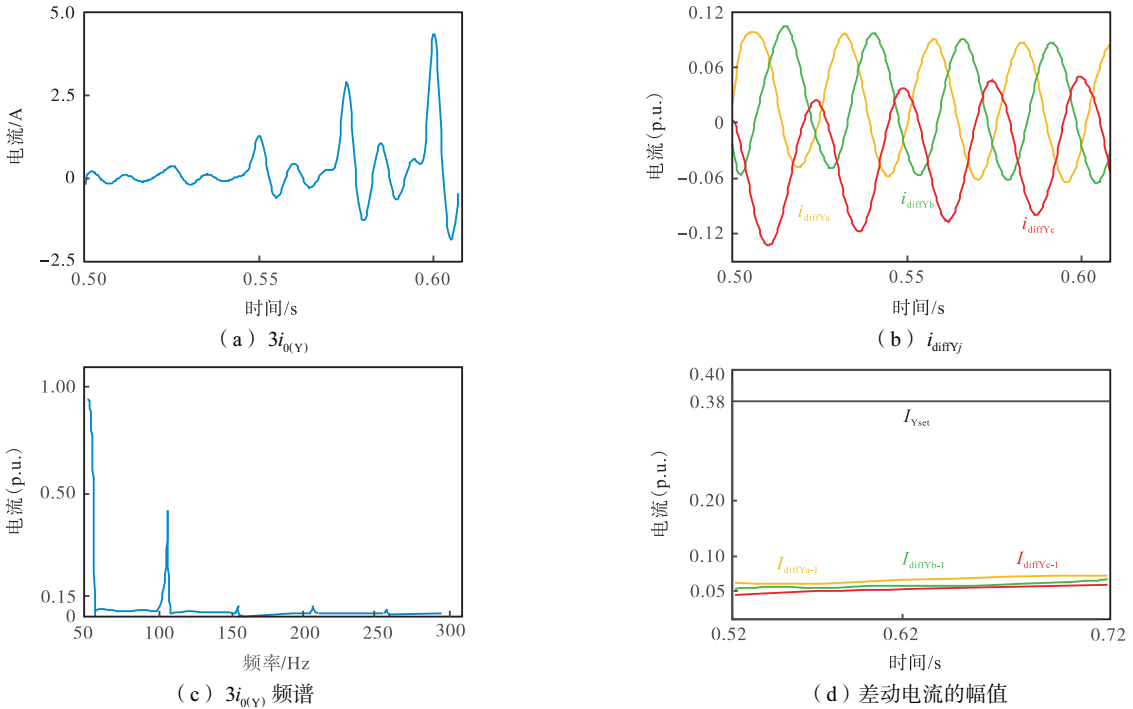 5.0
2.5
0
−2.5
电流/A
0.50
0.55
0.60
时间/s
（a）3i0(Y)
0.12
0.06
0
−0.06
−0.12
电流（p.u.）
idiffYa
idiffYb
idiffYc
0.50
0.55
0.60
时间/s
（b）idiffYj
1.00
0.50
0.15
0
电流（p.u.）
50
100
150
200
250
300
频率/Hz
（c）3i0(Y) 频谱
0.40
0.38
0.20
0.10
0.05
电流（p.u.）
IYset
IdiffYa-1
IdiffYb-1
IdiffYc-1
0.52
0.62
0.72
时间/s
（d）差动电流的幅值